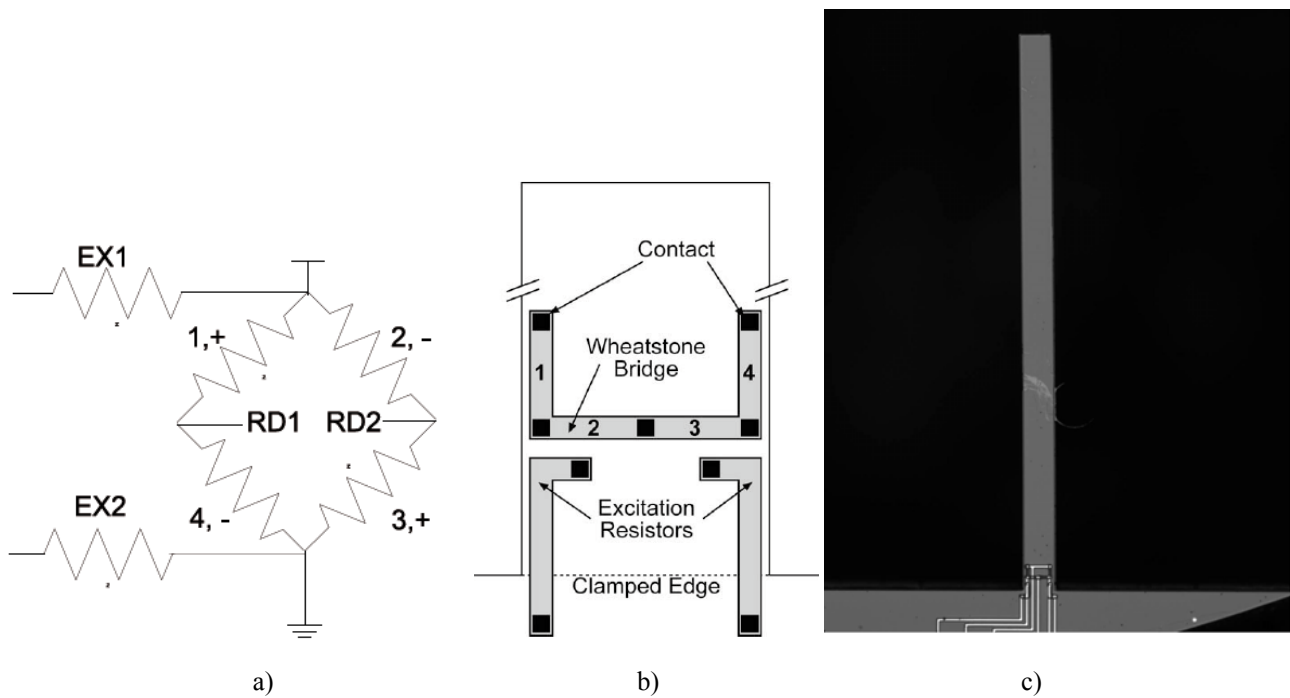 EX1
1,+
2, -
RD1
RD2
EX2
4, -
3,+
Contact
Wheatstone
Bridge
1
4
2
3
Excitation
Resistors
Clamped Edge
a)
b)
c)